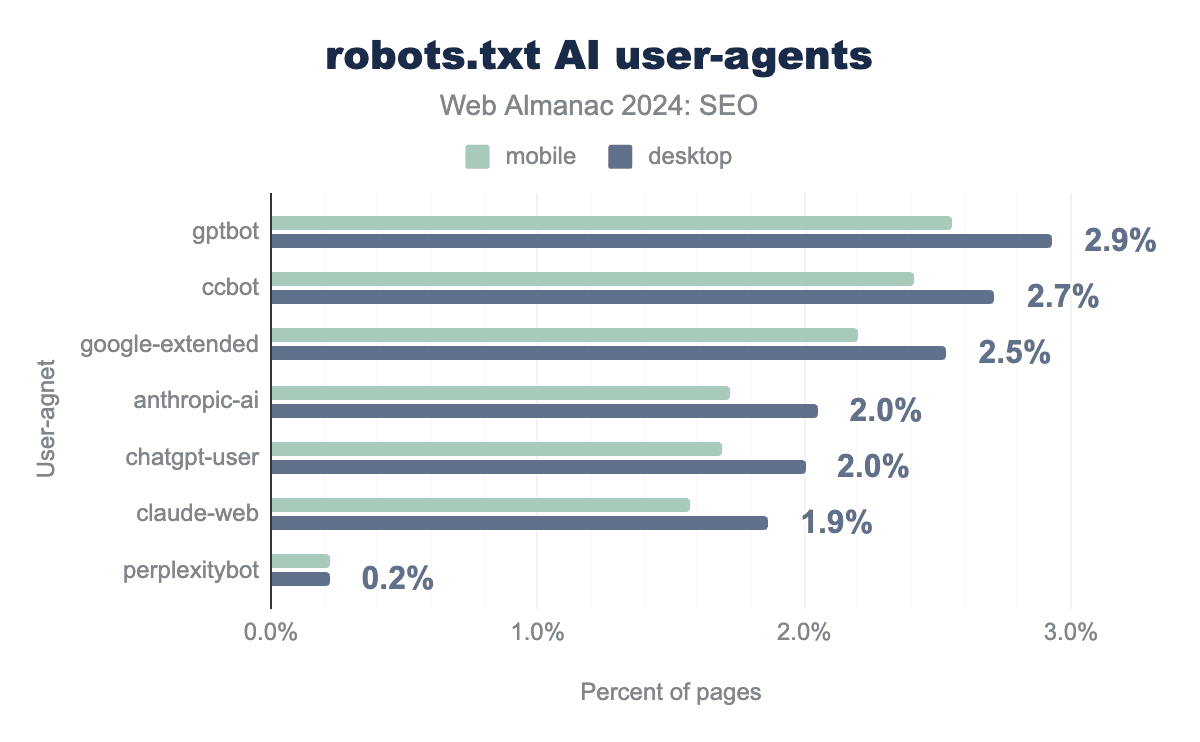 robots.txt AI user-agents
Web Almanac 2024: SEO
mobile desktop
gptbot 2.9%
ccbot 2.7%
google-extended 2.5%
anthropic-ai 2.0%
chatgpt-user 2.0%
claude-web 1.9%
perplexitybot 0.2%
User-agnet
0.0% 1.0% 2.0% 3.0%
Percent of pages